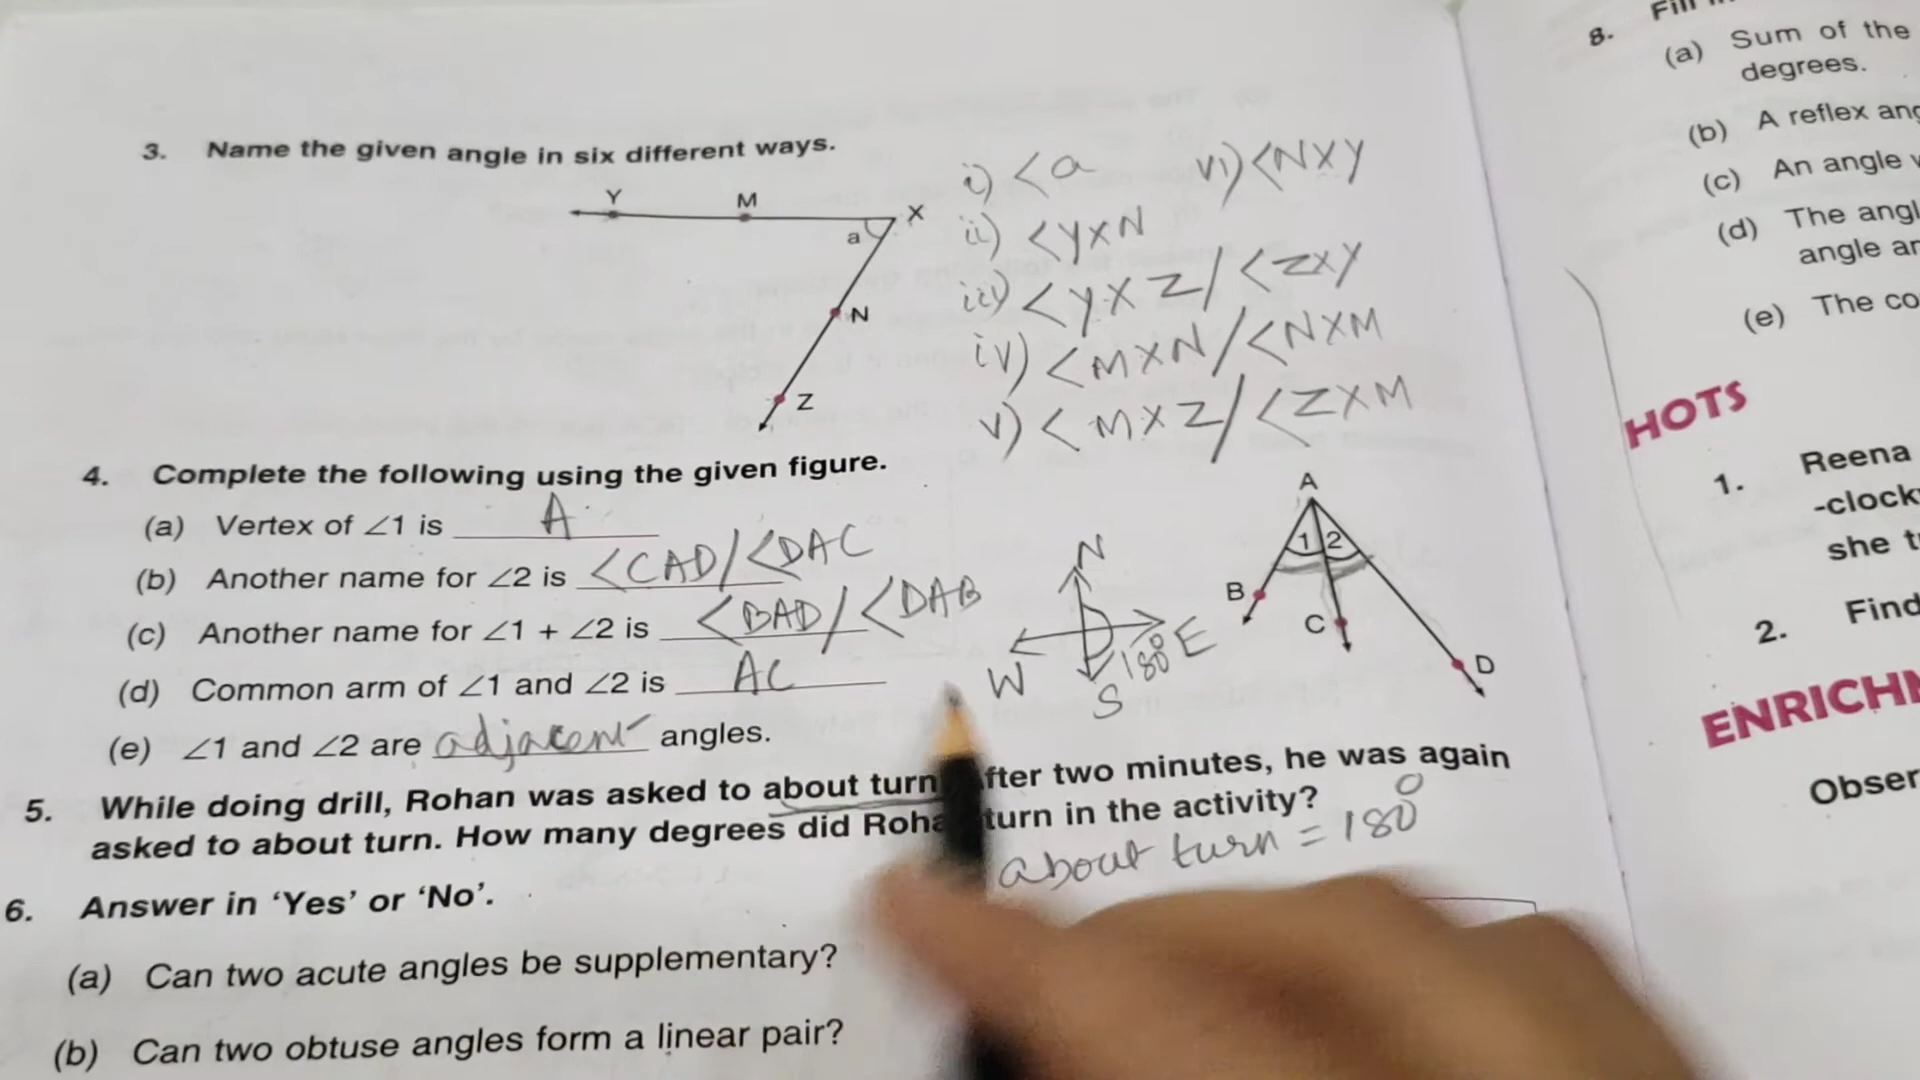 3. Name the given angle in six different ways.
Y M X
a
N
Z
i) <a vi) <NXY
ii) <YXN
iii) <YXZ/<ZXY
iv) <MXN/<NXM
v) <MXZ/<ZXM
4. Complete the following using the given figure.
(a) Vertex of ∠1 is A
(b) Another name for ∠2 is <CAD/<DAC
(c) Another name for ∠1 + ∠2 is <BAD/<DAB
(d) Common arm of ∠1 and ∠2 is AC
(e) ∠1 and ∠2 are adjacent angles.
N
W E
S 180°
A
1 2
B
C
D
5. While doing drill, Rohan was asked to about turn. After two minutes, he was again
asked to about turn. How many degrees did Rohan turn in the activity?
about turn = 180°
6. Answer in ‘Yes’ or ‘No’.
(a) Can two acute angles be supplementary?
(b) Can two obtuse angles form a linear pair?
8. Fill
(a) Sum of the
degrees.
(b) A reflex ang
(c) An angle
(d) The angl
angle an
(e) The co
HOTS
1. Reena
-clock
she t
2. Find
ENRICHM
Obser